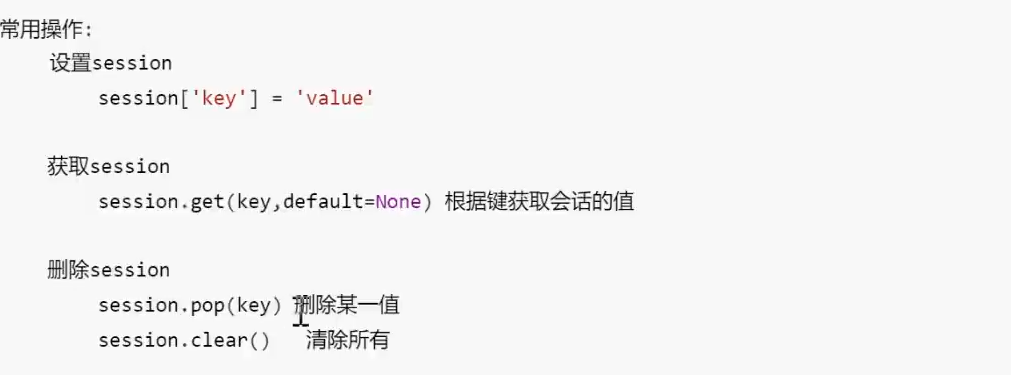 常用操作:
设置session
session['key'] = 'value'
获取session
session.get(key,default=None) 根据键获取会话的值
删除session
session.pop(key) 删除某一值
session.clear() 清除所有